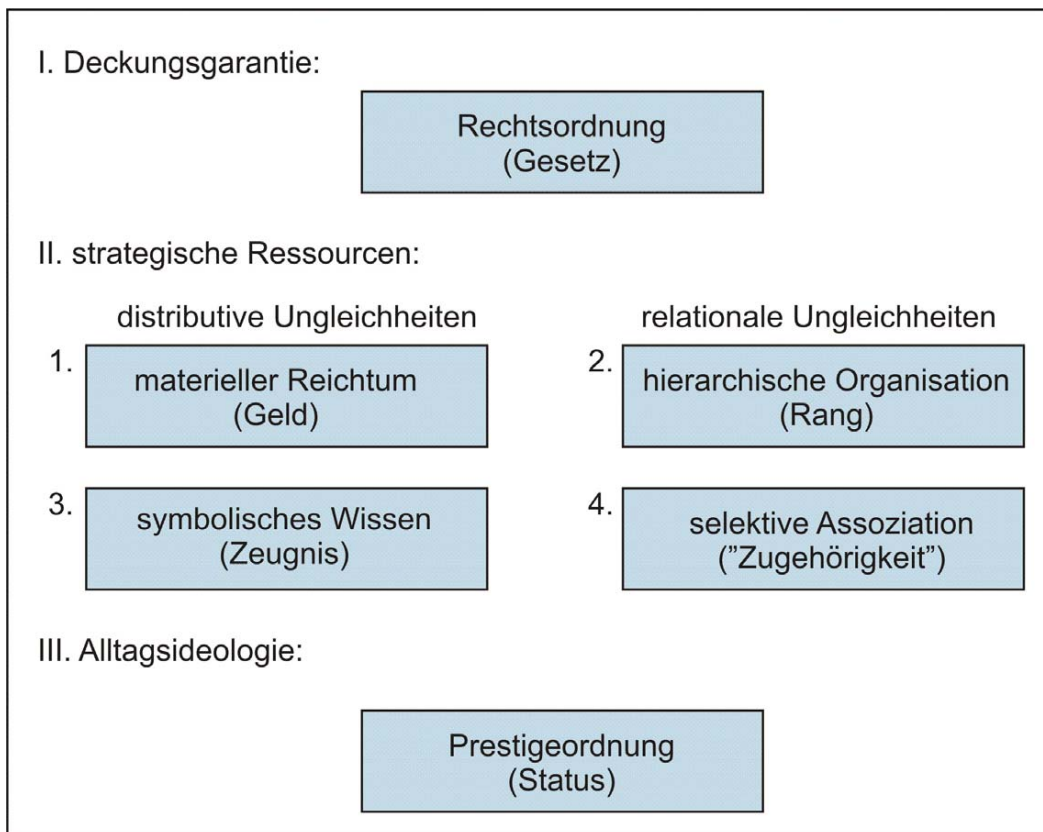 I. Deckungsgarantie:
Rechtsordnung
(Gesetz)
II. strategische Ressourcen:
distributive Ungleichheiten
relationale Ungleichheiten
1.
materieller Reichtum
(Geld)
2.
hierarchische Organisation
(Rang)
3.
symbolisches Wissen
(Zeugnis)
4.
selektive Assoziation
(”Zugehörigkeit”)
III. Alltagsideologie:
Prestigeordnung
(Status)